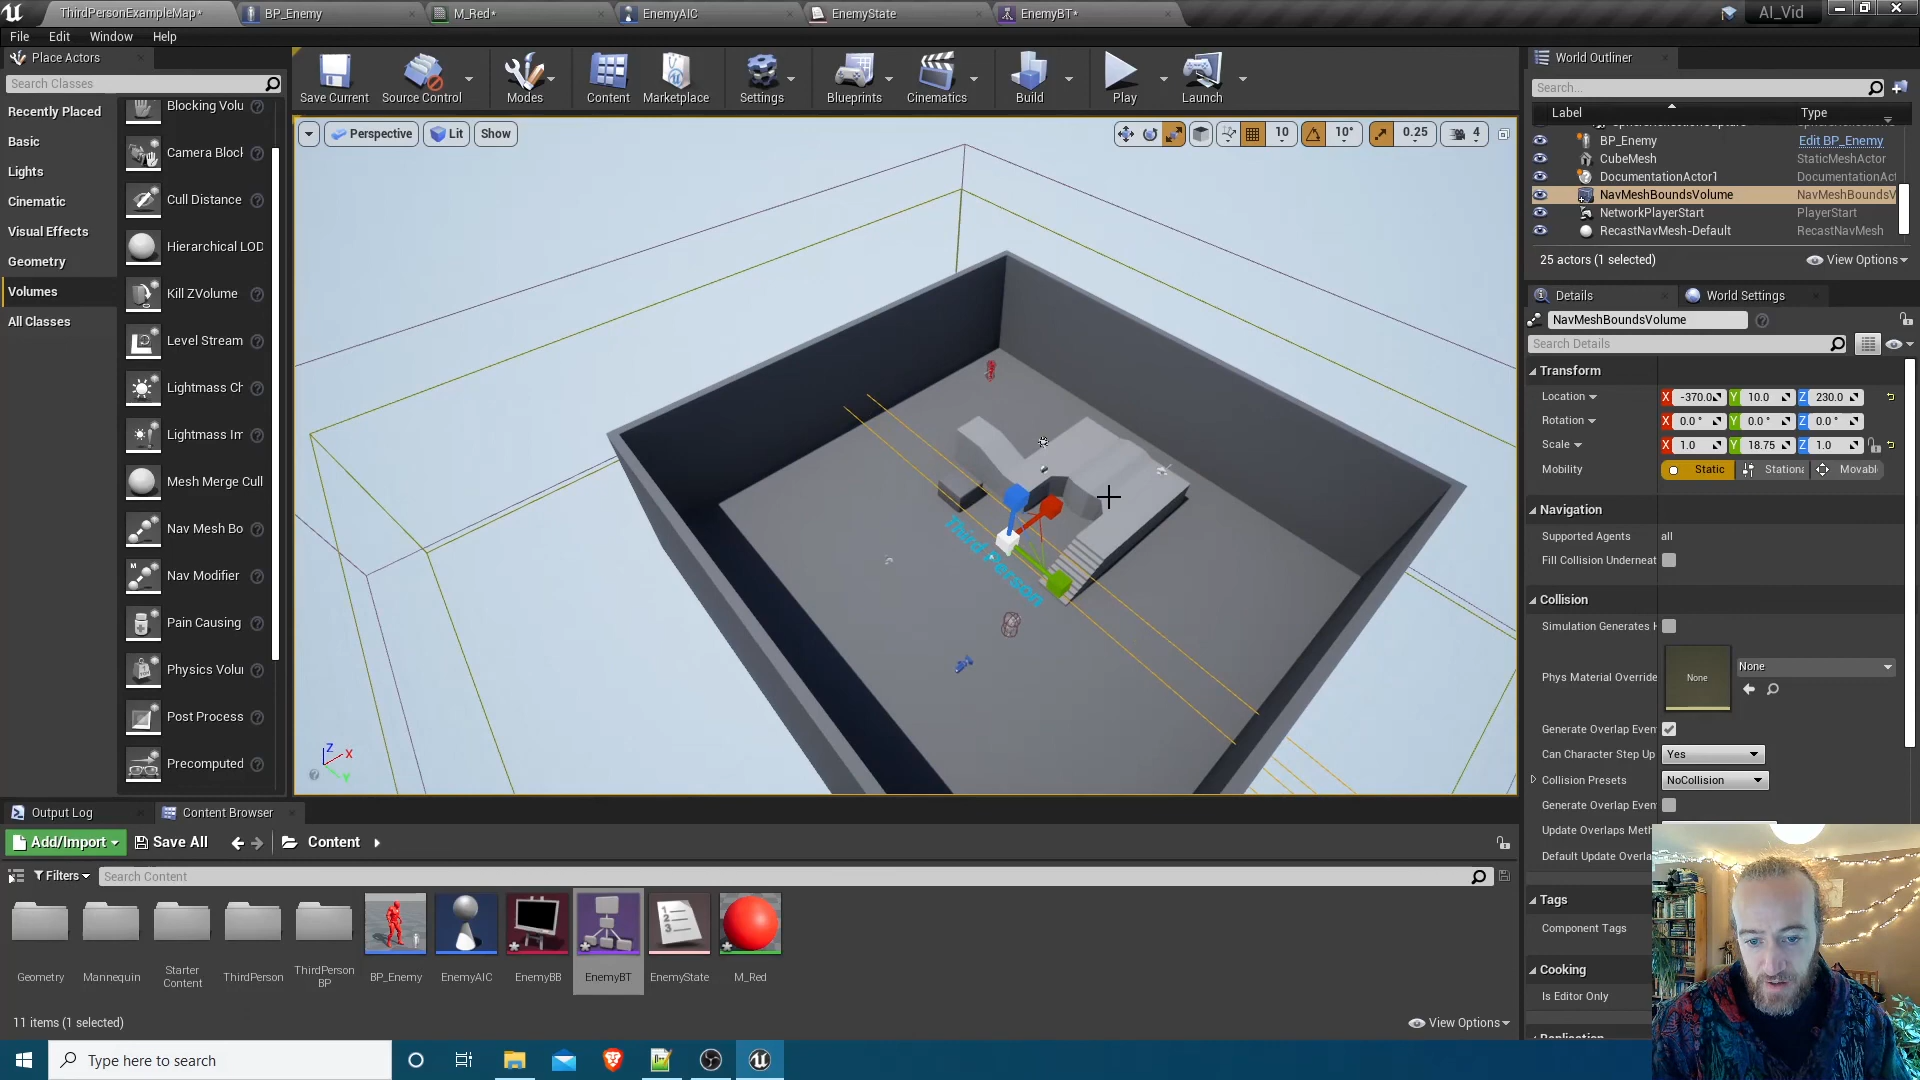 ThirdPersonExampleMap*
BP_Enemy
M_Red*
EnemyAIC
EnemyState
EnemyBT*
AI_Vid
File
Edit
Window
Help
Place Actors
Search Classes
Recently Placed
Basic
Lights
Cinematic
Visual Effects
Geometry
Volumes
All Classes
Blocking Volu
Camera Block
Cull Distance
Hierarchical LOD
Kill ZVolume
Level Stream
Lightmass Ch
Lightmass Im
Mesh Merge Cull
Nav Mesh Bo
Nav Modifier
Pain Causing
Physics Volu
Post Process
Precomputed
Save Current
Source Control
Modes
Content
Marketplace
Settings
Blueprints
Cinematics
Build
Play
Launch
Perspective
Lit
Show
10
10°
0.25
4
Third Person
Z
X
Y
World Outliner
Search...
Label
Type
BP_Enemy
Edit BP_Enemy
CubeMesh
StaticMeshActor
DocumentationActor1
DocumentationAct
NavMeshBoundsVolume
NavMeshBoundsV
NetworkPlayerStart
PlayerStart
RecastNavMesh-Default
RecastNavMesh
25 actors (1 selected)
View Options
Details
World Settings
NavMeshBoundsVolume
Search Details
Transform
Location
X -370.0
Y 10.0
Z 230.0
Rotation
X 0.0 °
Y 0.0 °
Z 0.0 °
Scale
X 1.0
Y 18.75
Z 1.0
Mobility
Static
Stationa
Movabl
Navigation
Supported Agents
all
Fill Collision Underneat
Collision
Simulation Generates H
Phys Material Override
None
None
Generate Overlap Even
Can Character Step Up
Yes
Collision Presets
NoCollision
Generate Overlap Even
Update Overlaps Meth
Default Update Overla
Tags
Component Tags
Cooking
Is Editor Only
Output Log
Content Browser
Add/Import
Save All
Content
Filters
Search Content
Geometry
Mannequin
Starter Content
ThirdPerson
ThirdPerson BP
BP_Enemy
EnemyAIC
EnemyBB
EnemyBT
EnemyState
M_Red
11 items (1 selected)
View Options
Type here to search